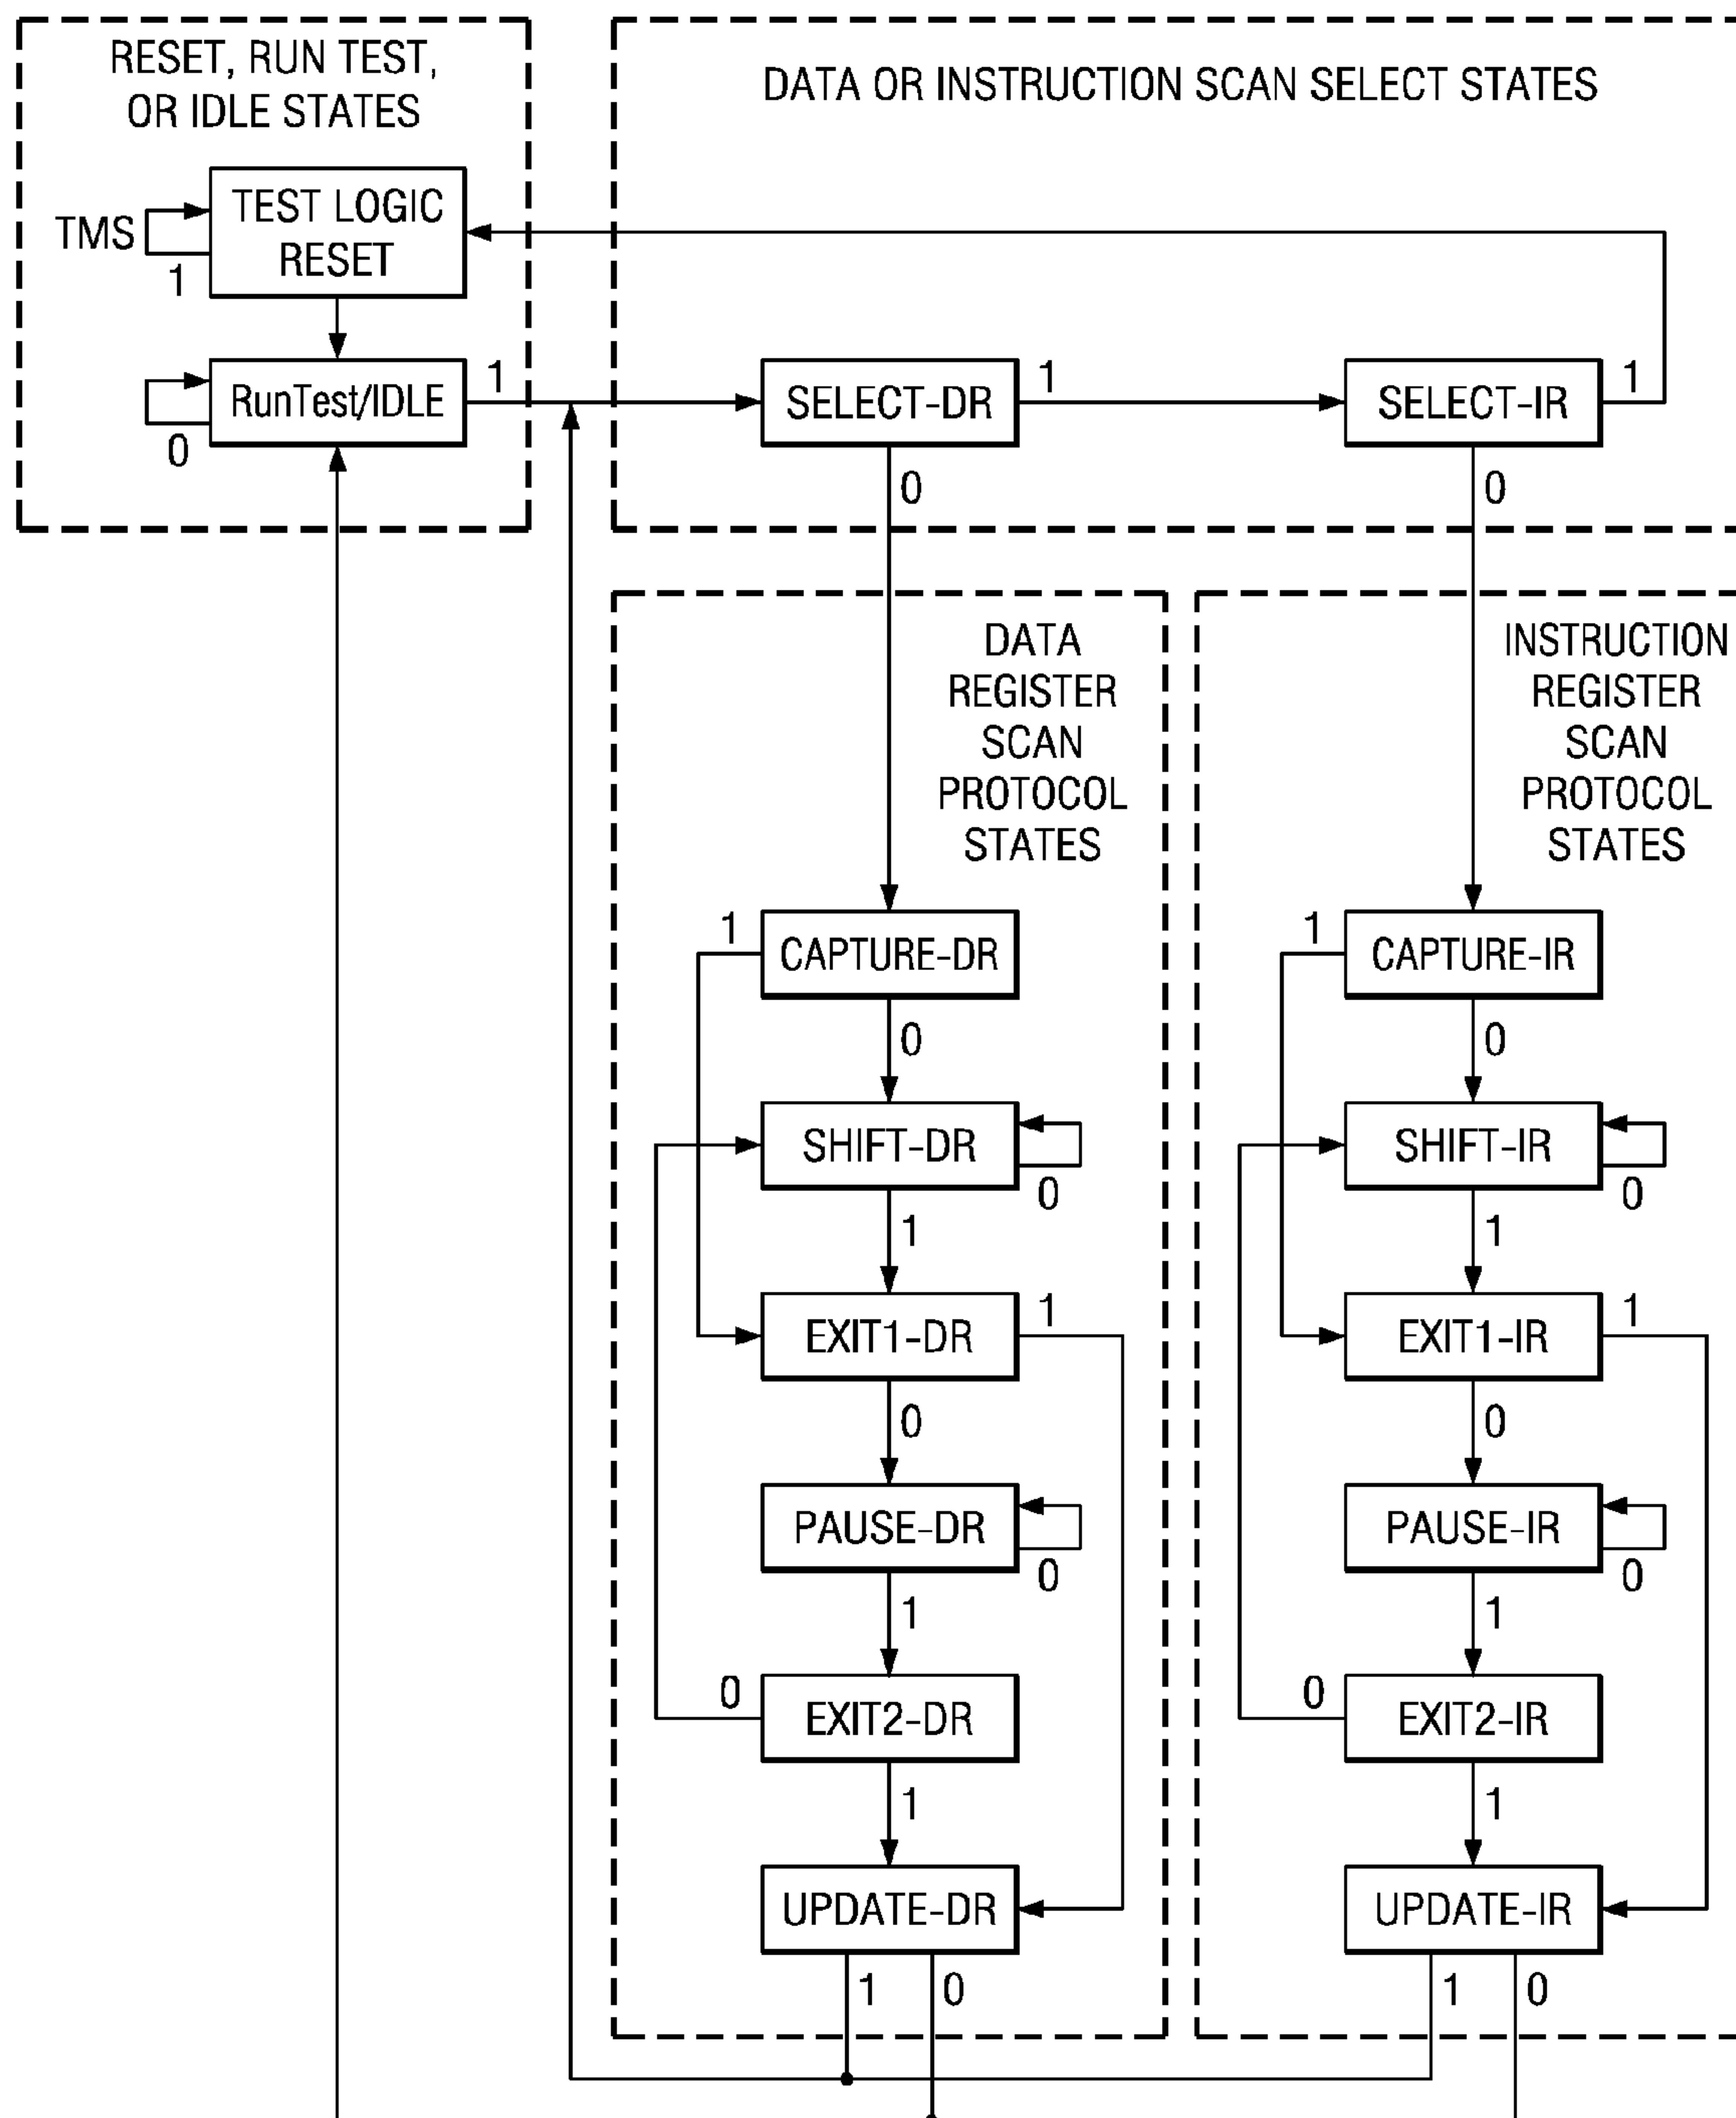 RESET, RUN TEST,
OR IDLE STATES
DATA OR INSTRUCTION SCAN SELECT STATES
TMS
TEST LOGIC
RESET
1
RunTest/IDLE
1
0
SELECT-DR
1
0
SELECT-IR
1
0
DATA
REGISTER
SCAN
PROTOCOL
STATES
1
CAPTURE-DR
0
SHIFT-DR
0
1
EXIT1-DR
1
0
PAUSE-DR
0
1
0
EXIT2-DR
1
UPDATE-DR
1
0
INSTRUCTION
REGISTER
SCAN
PROTOCOL
STATES
1
CAPTURE-IR
0
SHIFT-IR
0
1
EXIT1-IR
1
0
PAUSE-IR
0
1
0
EXIT2-IR
1
UPDATE-IR
1
0